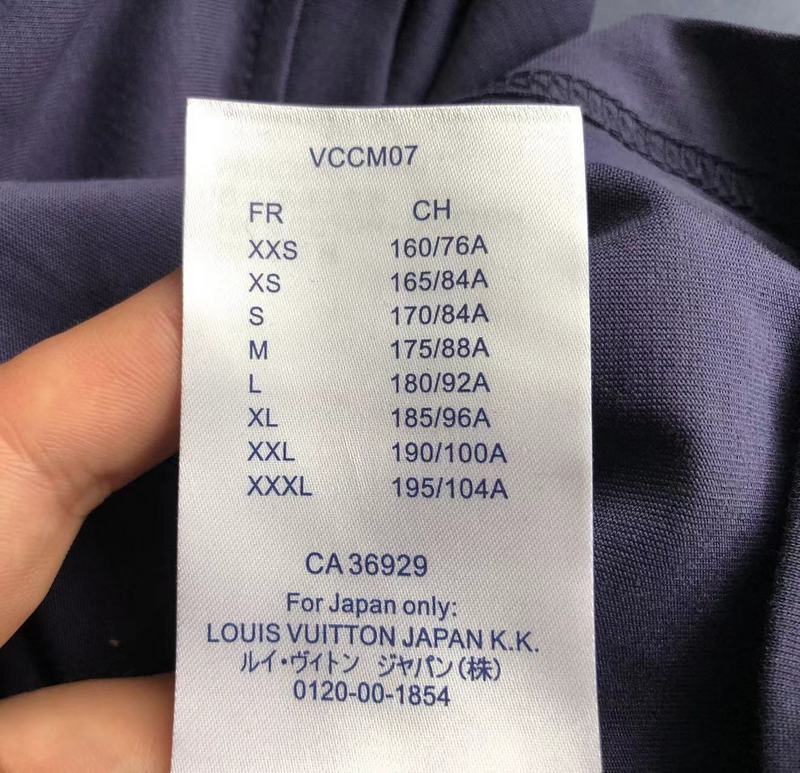 VCCM07
FR CH
XXS 160/76A
XS 165/84A
S 170/84A
M 175/88A
L 180/92A
XL 185/96A
XXL 190/100A
XXXL 195/104A
CA 36929
For Japan only:
LOUIS VUITTON JAPAN K.K.
ルイ・ヴィトン ジャパン(株)
0120-00-1854